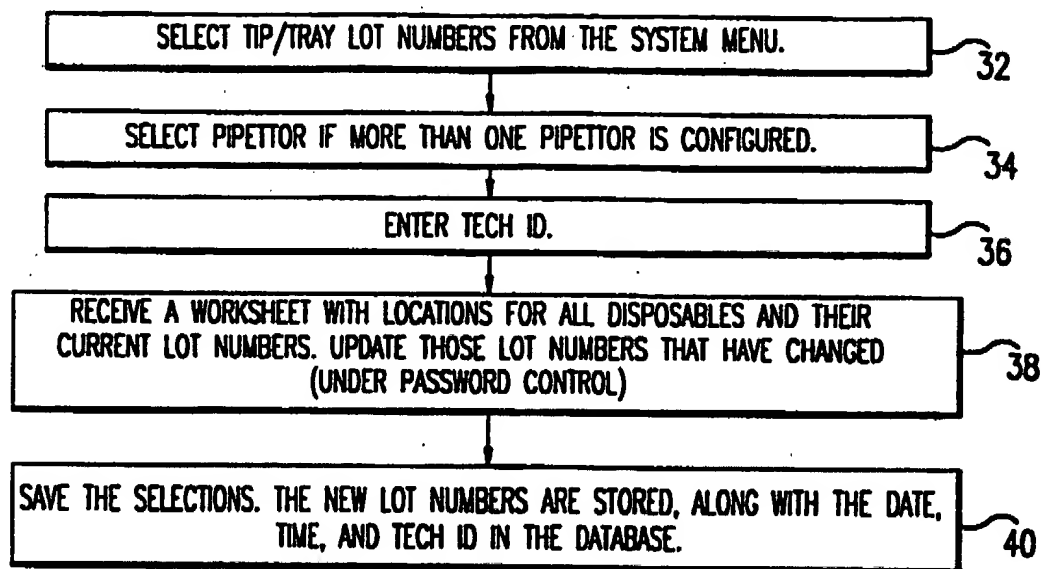 SELECT TIP/TRAY LOT NUMBERS FROM THE SYSTEM MENU.
32
SELECT PIPETTOR IF MORE THAN ONE PIPETTOR IS CONFIGURED.
34
ENTER TECH ID.
36
RECEIVE A WORKSHEET WITH LOCATIONS FOR ALL DISPOSABLES AND THEIR
CURRENT LOT NUMBERS. UPDATE THOSE LOT NUMBERS THAT HAVE CHANGED
(UNDER PASSWORD CONTROL)
38
SAVE THE SELECTIONS. THE NEW LOT NUMBERS ARE STORED, ALONG WITH THE DATE,
TIME, AND TECH ID IN THE DATABASE.
40